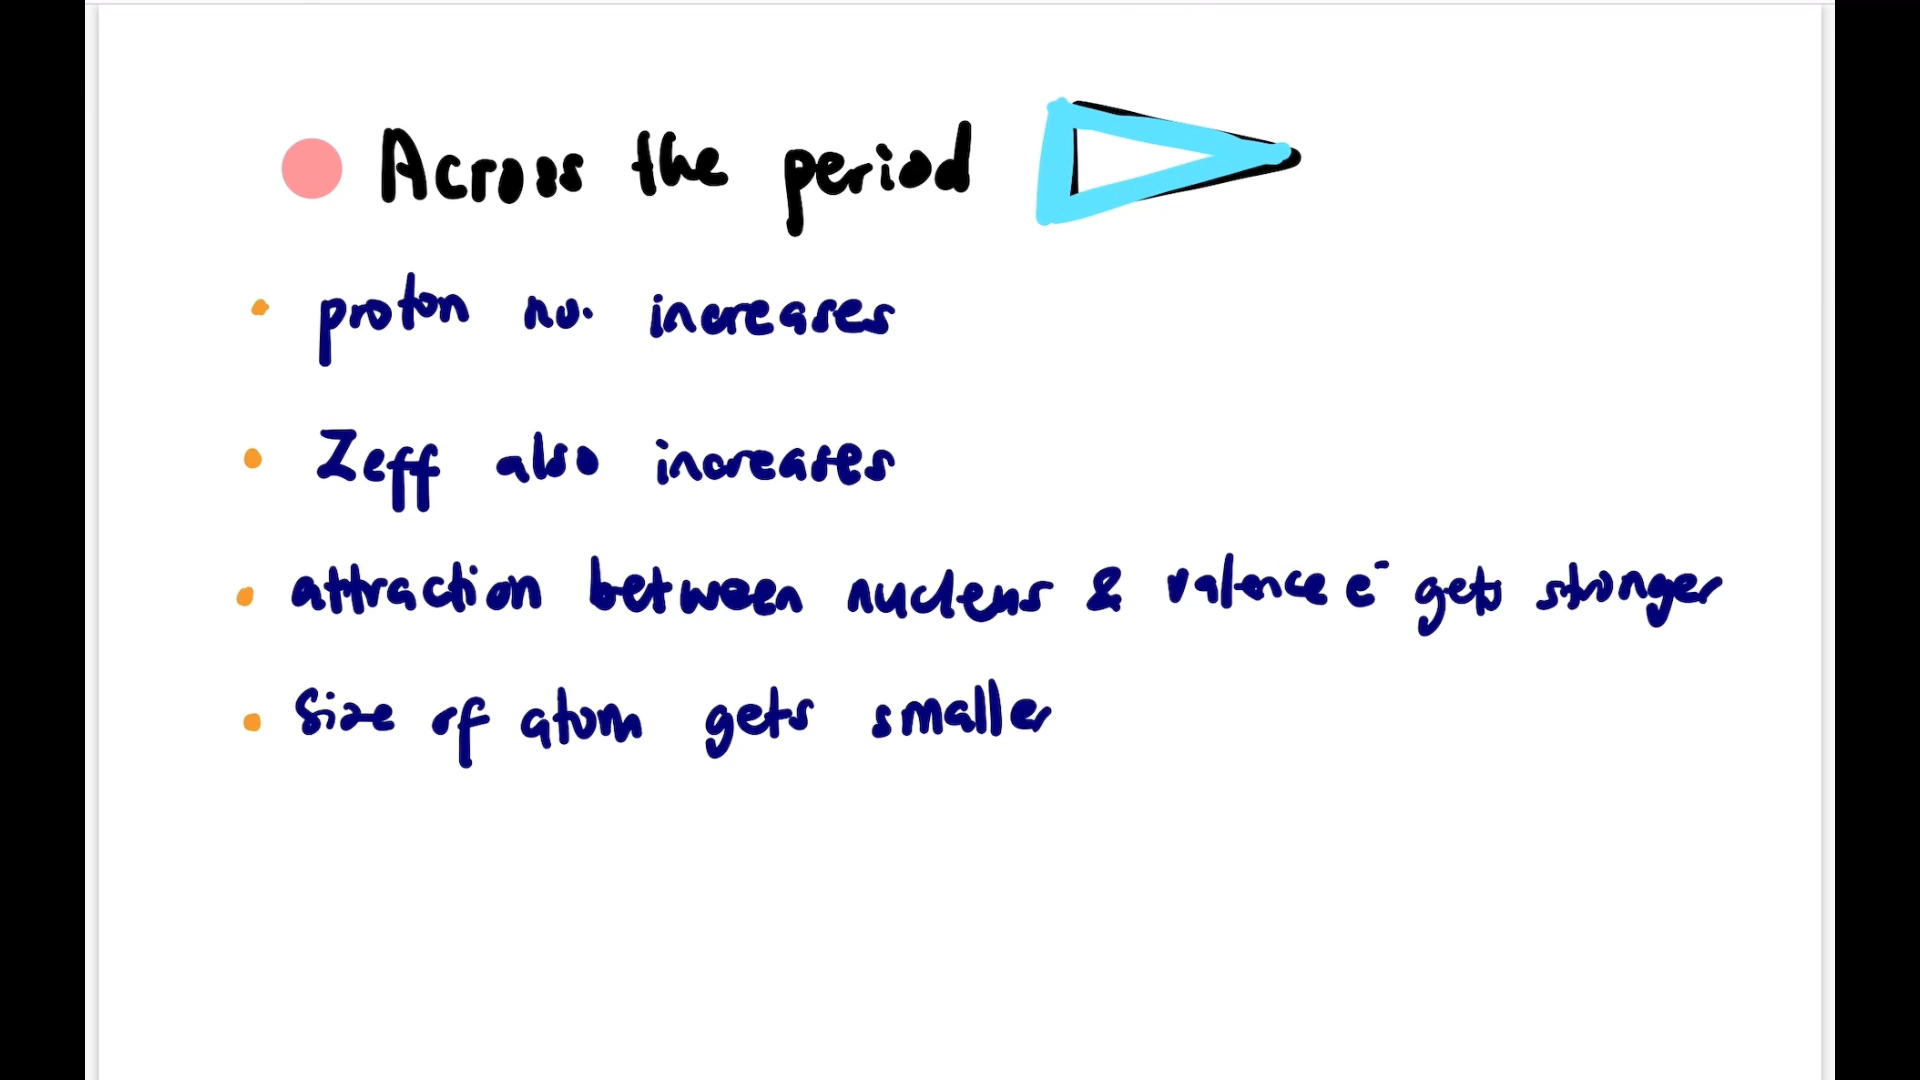 Across the period
proton no. increases
Zeff also increases
attraction between nucleus & valence e⁻ gets stronger
Size of atom gets smaller